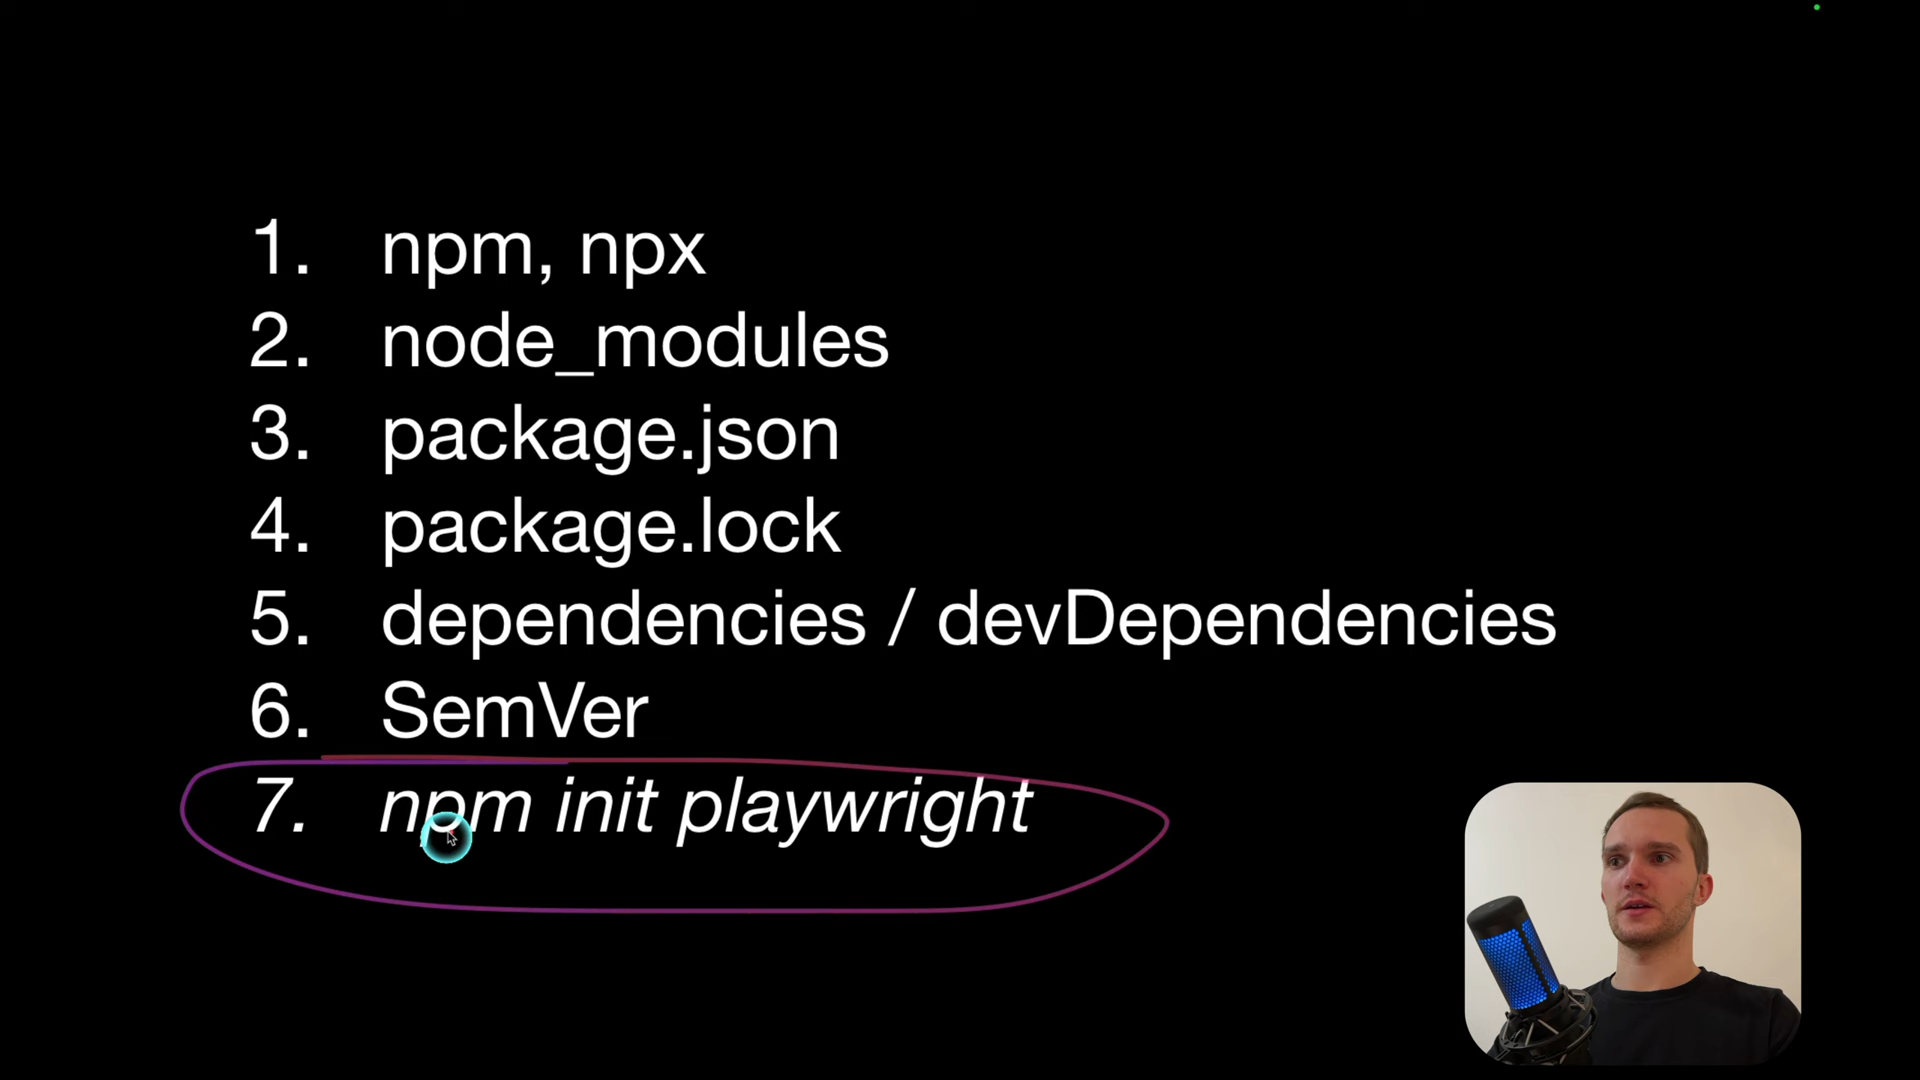 1. npm, npx
2. node_modules
3. package.json
4. package.lock
5. dependencies / devDependencies
6. SemVer
7. npm init playwright